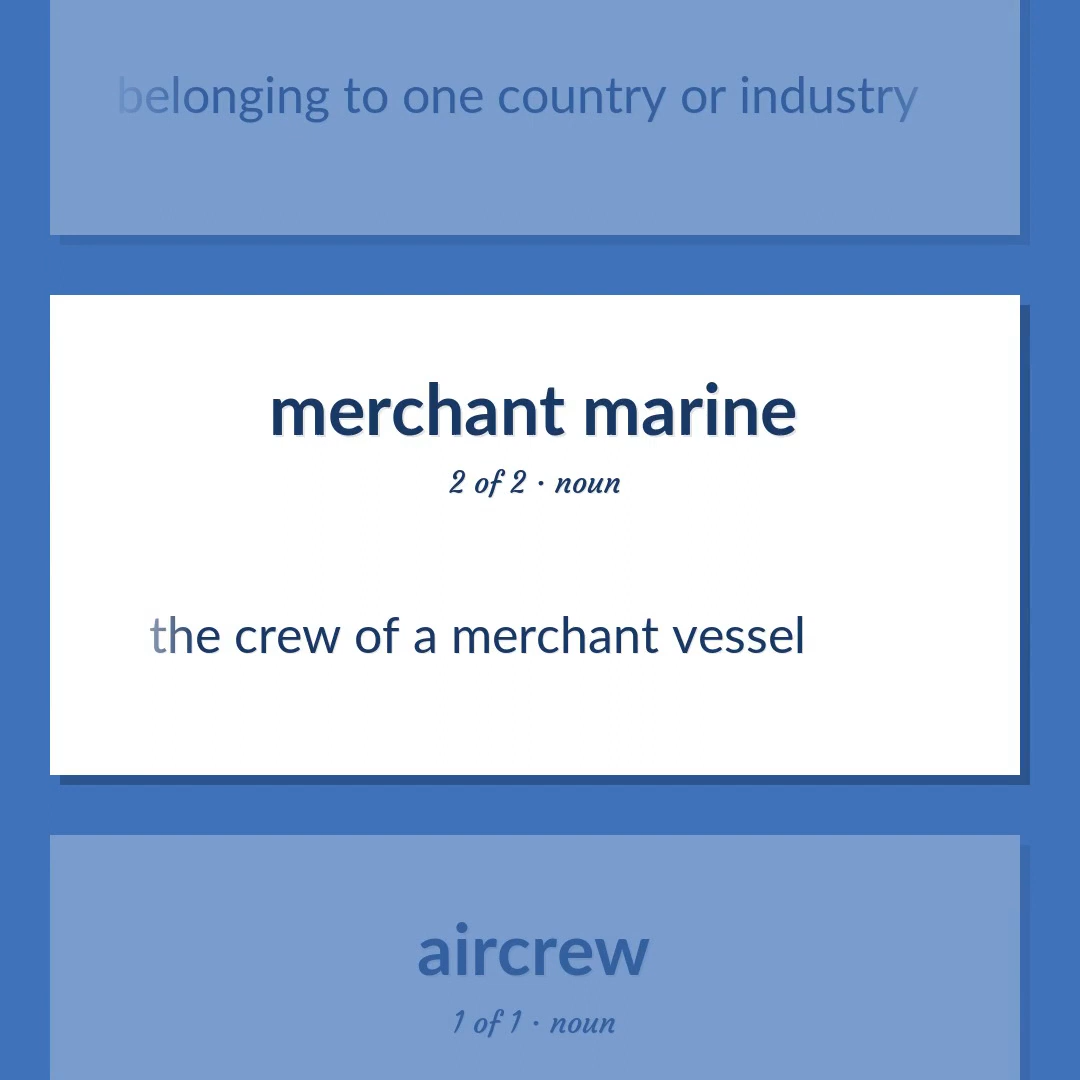 belonging to one country or industry
merchant marine
2 of 2 · noun
the crew of a merchant vessel
aircrew
1 of 1 · noun